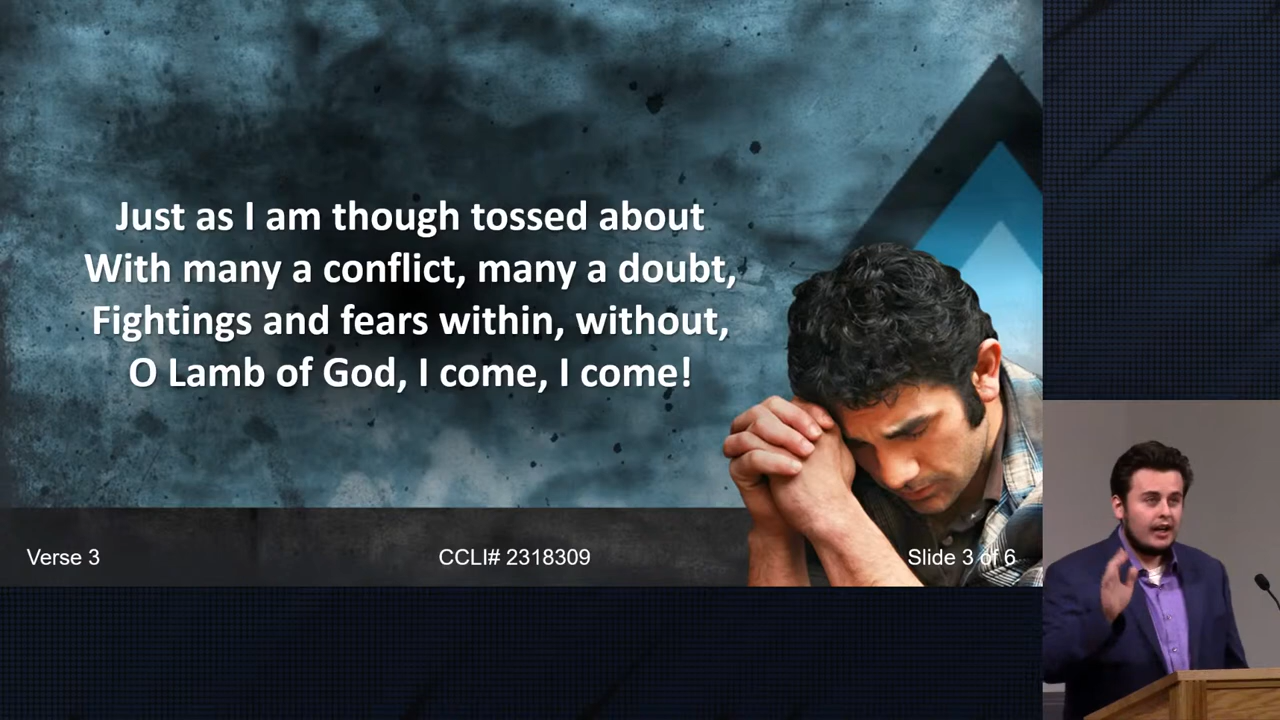 Just as I am though tossed about
With many a conflict, many a doubt,
Fightings and fears within, without,
O Lamb of God, I come, I come!
Verse 3
CCLI# 2318309
Slide 3 of 6